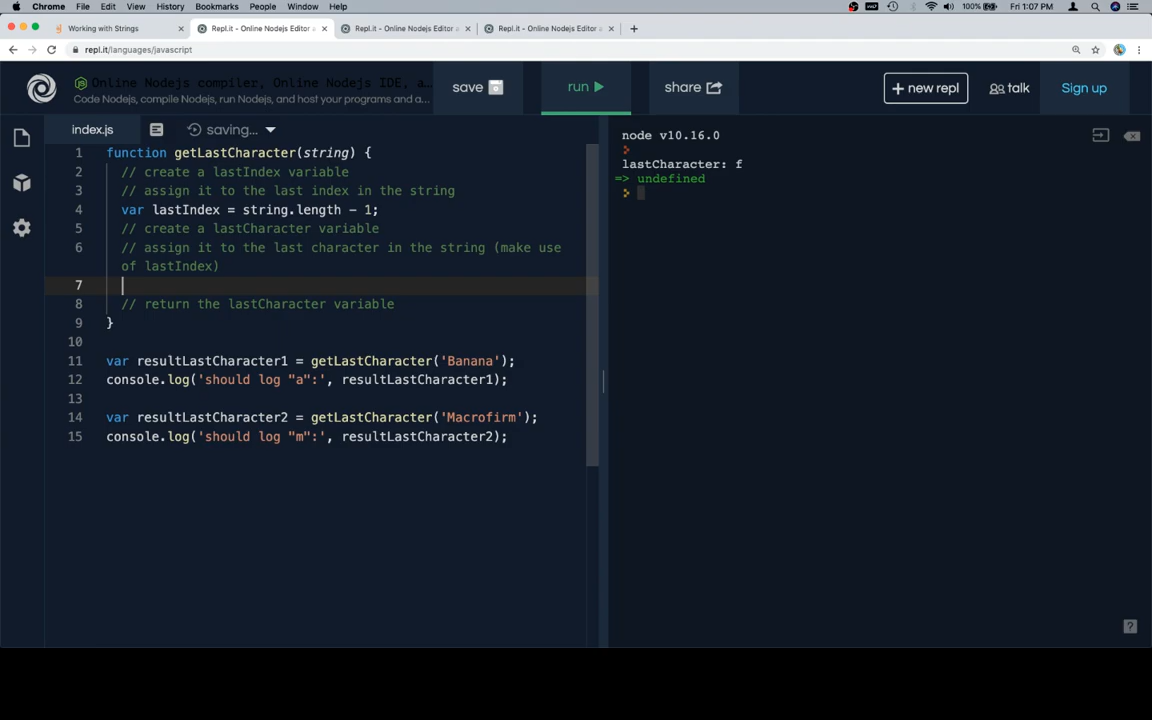 Chrome File Edit View History Bookmarks People Window Help 100% Fri 1:07 PM
Working with Strings Repl.it - Online Nodejs Editor a Repl.it - Online Nodejs Editor a Repl.it - Online Nodejs Editor a
repl.it/languages/javascript
Online Nodejs compiler, Online Nodejs IDE, a…
Code Nodejs, compile Nodejs, run Nodejs, and host your programs and a…
save run share + new repl talk Sign up
index.js saving...
1 function getLastCharacter(string) {
2 // create a lastIndex variable
3 // assign it to the last index in the string
4 var lastIndex = string.length - 1;
5 // create a lastCharacter variable
6 // assign it to the last character in the string (make use
of lastIndex)
7
8 // return the lastCharacter variable
9 }
10
11 var resultLastCharacter1 = getLastCharacter('Banana');
12 console.log('should log "a":', resultLastCharacter1);
13
14 var resultLastCharacter2 = getLastCharacter('Macrofirm');
15 console.log('should log "m":', resultLastCharacter2);
node v10.16.0
lastCharacter: f
=> undefined
?